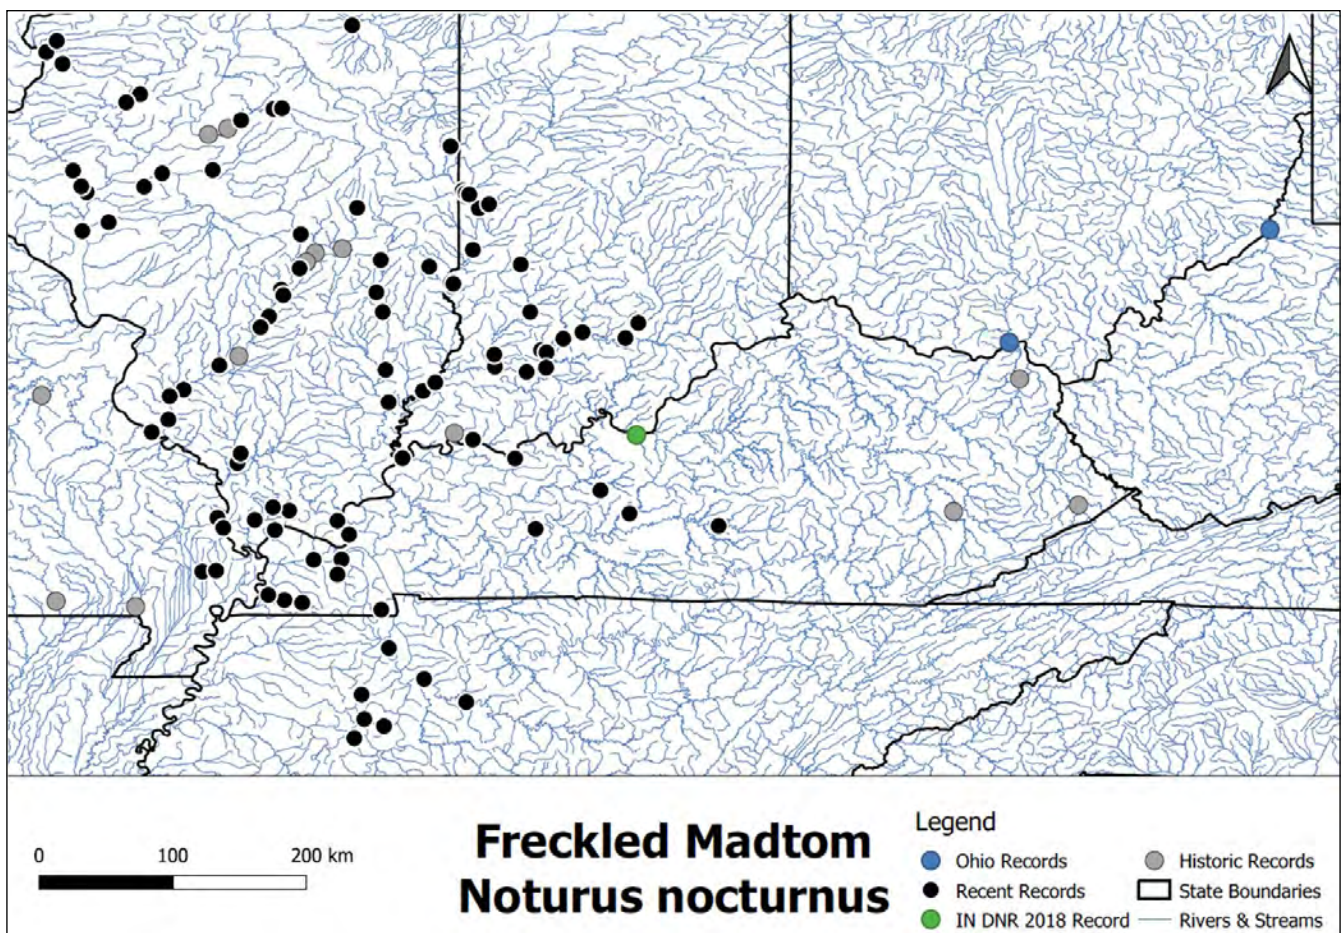 0 100 200 km
Freckled Madtom
Noturus nocturnus
Legend
Ohio Records
Recent Records
IN DNR 2018 Record
Historic Records
State Boundaries
Rivers & Streams